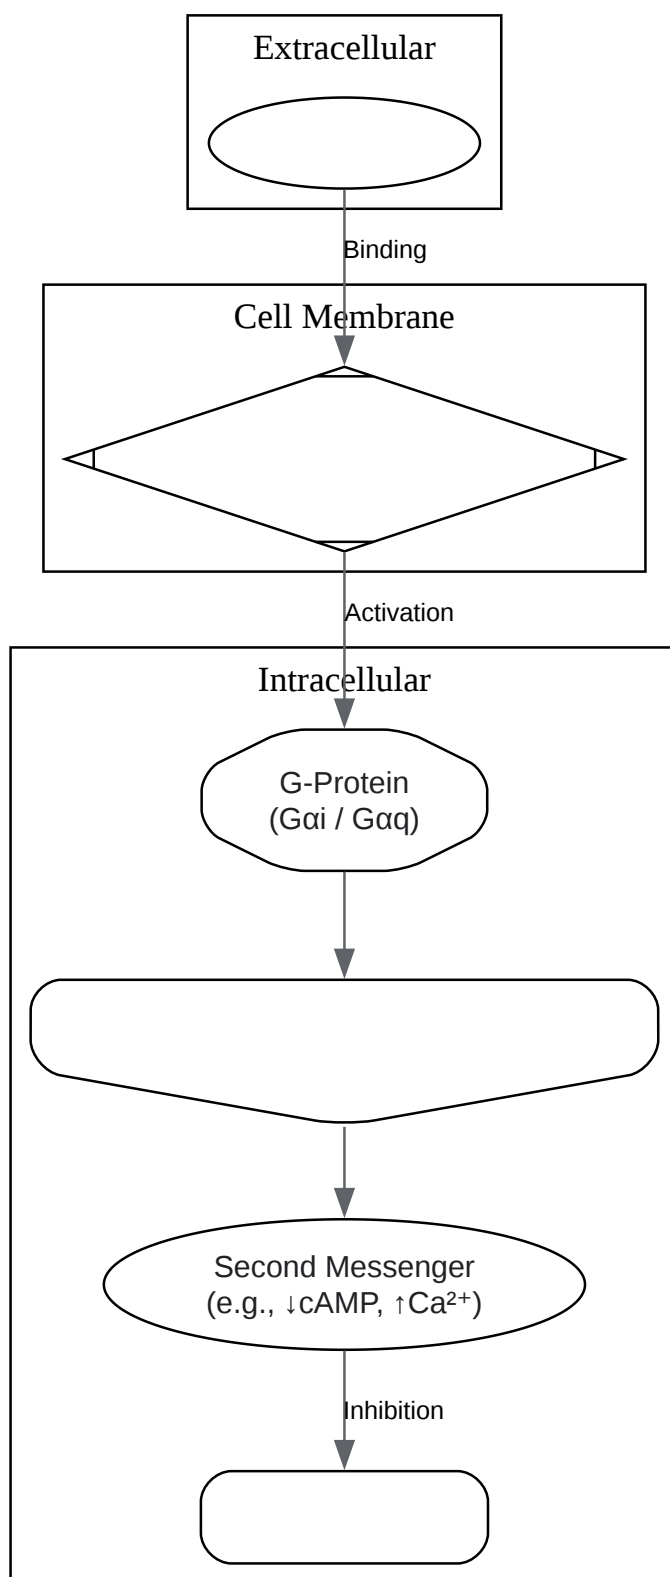 Extracellular
Binding
Cell Membrane
Activation
Intracellular
G-Protein
(Gαi / Gαq)
Second Messenger
(e.g., ↓cAMP, ↑Ca²⁺)
Inhibition